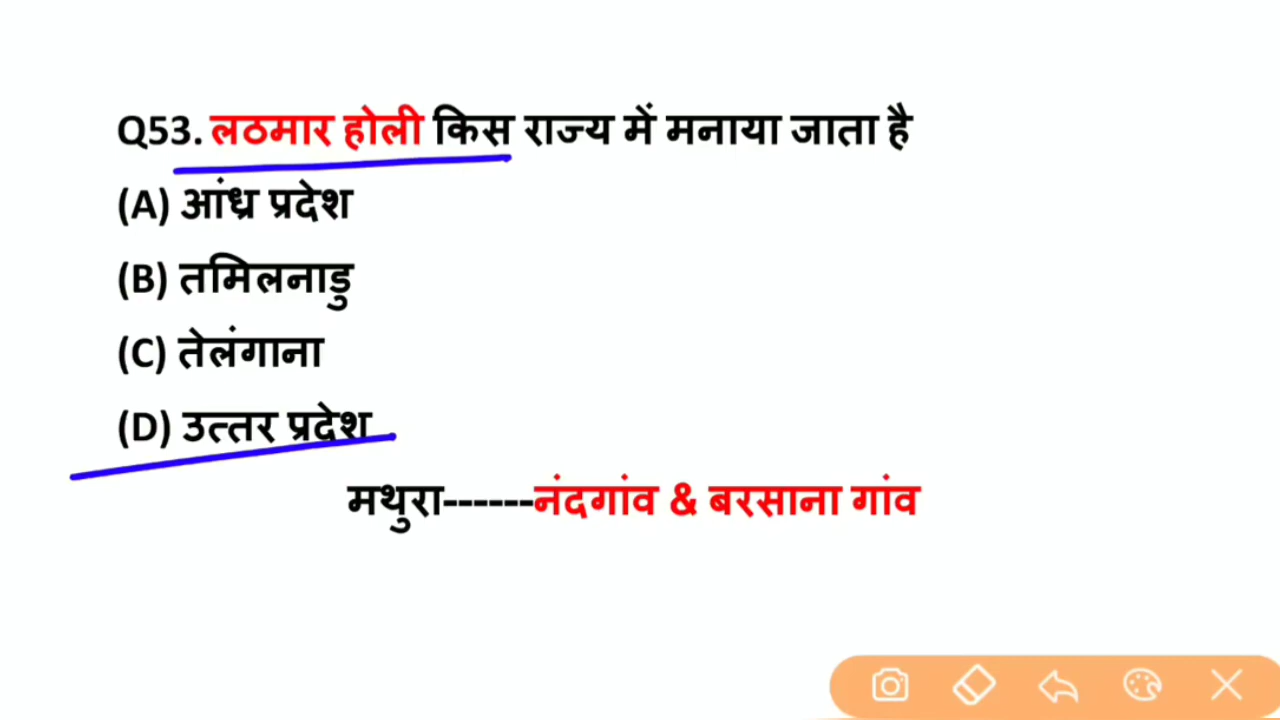 Q53. लठमार होली किस राज्य में मनाया जाता है
(A) आंध्र प्रदेश
(B) तमिलनाडु
(C) तेलंगाना
(D) उत्तर प्रदेश
मथुरा------नंदगांव & बरसाना गांव